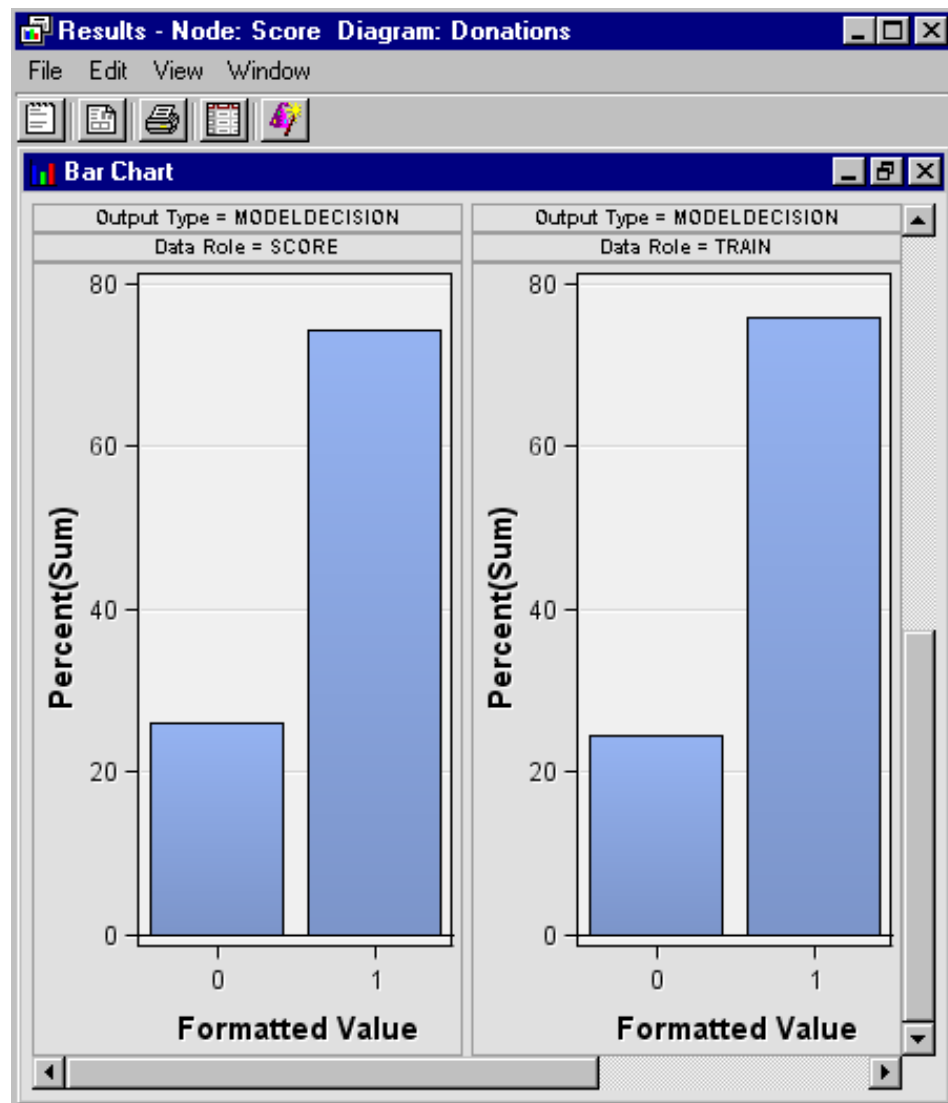 Results - Node: Score Diagram: Donations
File Edit View Window
Bar Chart
Output Type = MODELDECISION
Data Role = SCORE
80
60
40
20
0
Percent(Sum)
0 1
Formatted Value
Output Type = MODELDECISION
Data Role = TRAIN
80
60
40
20
0
Percent(Sum)
0 1
Formatted Value